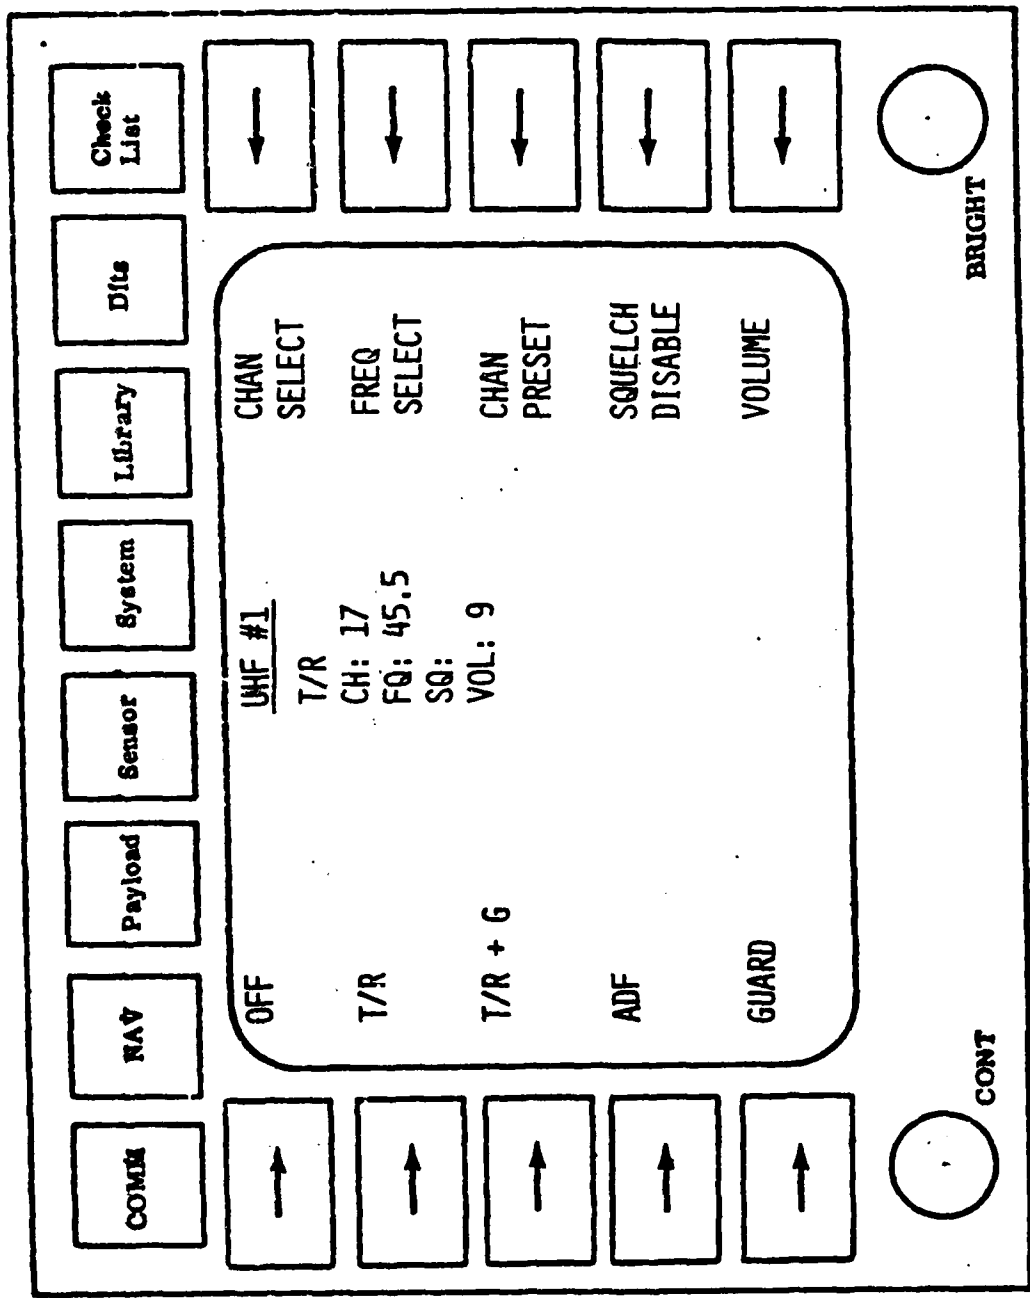 COMM
NAV
Payload
Sensor
System
Library
Dits
Check
List
OFF
T/R
T/R + G
ADF
GUARD
UHF #1
T/R
CH: 17
FQ: 45.5
SQ:
VOL: 9
CHAN
SELECT
FREQ
SELECT
CHAN
PRESET
SQUELCH
DISABLE
VOLUME
CONT
BRIGHT